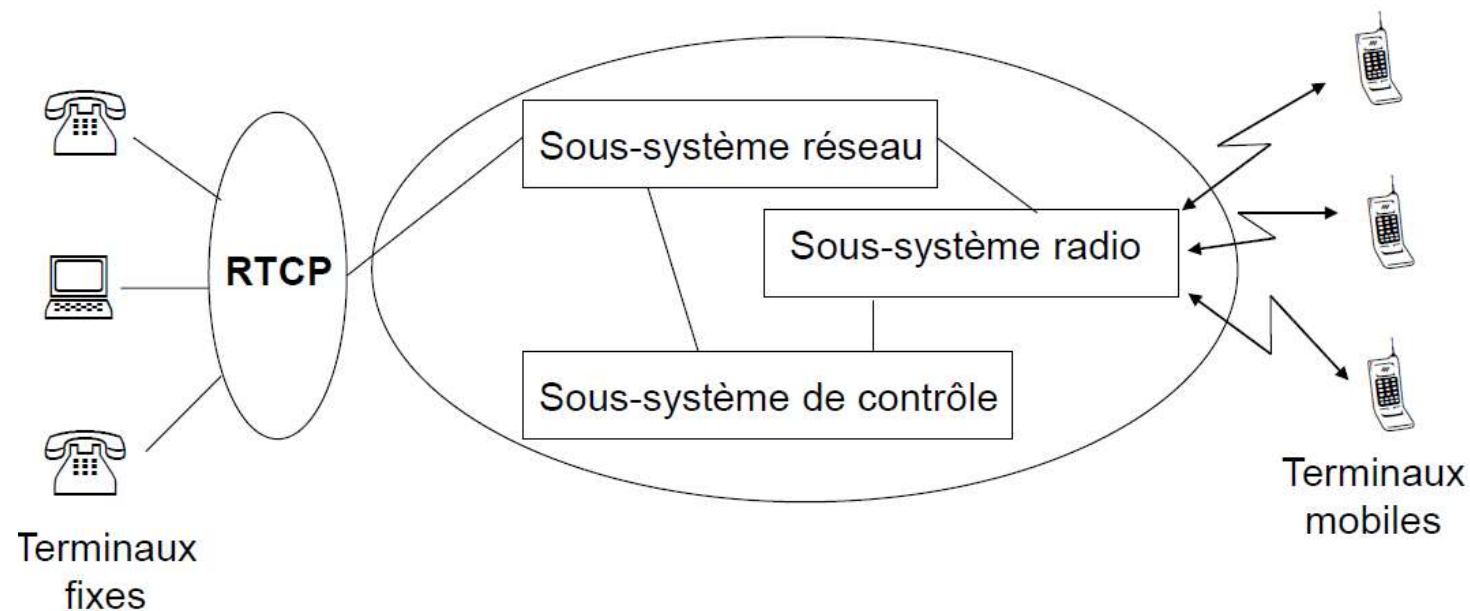 Sous-système réseau
Sous-système radio
RTCP
Sous-système de contrôle
Terminaux
fixes
Terminaux
mobiles